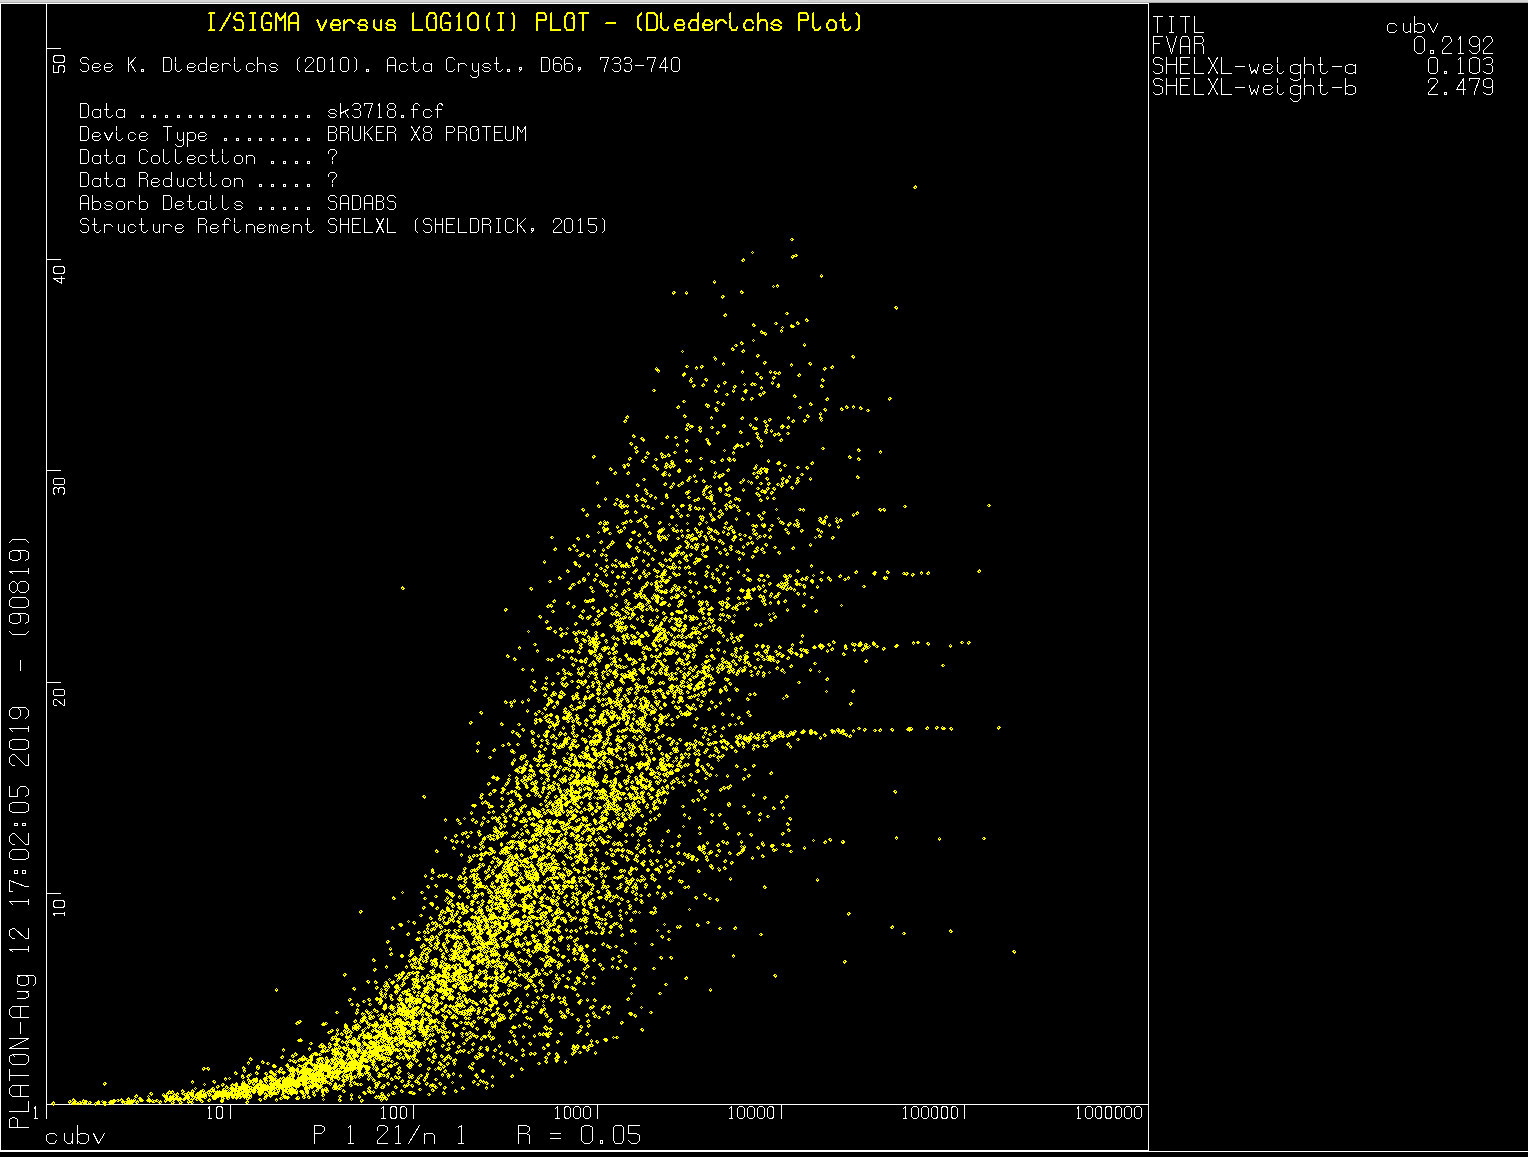 I/SIGMA versus LOG10(I) PLOT - (Diederichs Plot)
See K. Diederichs (2010). Acta Cryst., D66, 733-740
Data ............... sk3718.fcf
Device Type ........ BRUKER X8 PROTEUM
Data Collection .... ?
Data Reduction ..... ?
Absorb Details ..... SADABS
Structure Refinement SHELXL (SHELDRICK, 2015)
TITL cubv
FVAR 0.2192
SHELXL-weight-a 0.103
SHELXL-weight-b 2.479
50
40
30
20
10
PLATON-Aug 12 17:02:05 2019 - (90819)
1 10 100 1000 10000 100000 1000000
cubv P 1 21/n 1 R = 0.05